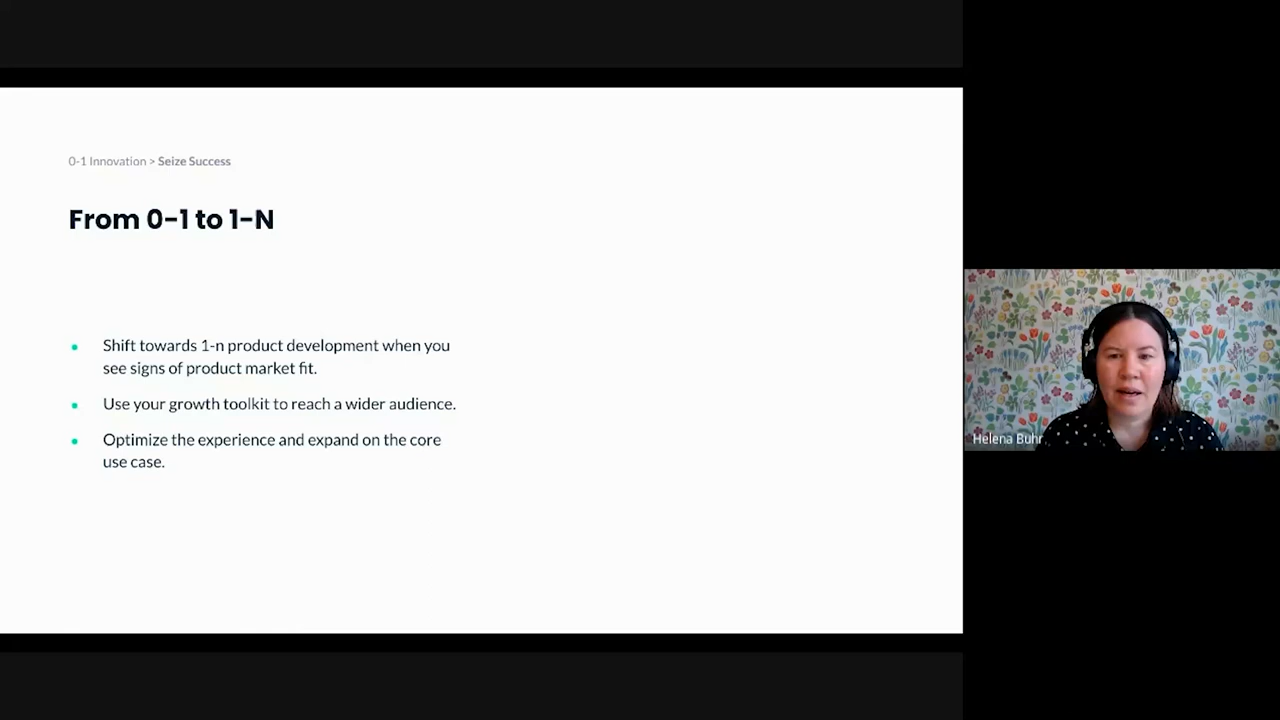 0-1 Innovation > Seize Success
From 0-1 to 1-N
Shift towards 1-n product development when you
see signs of product market fit.
Use your growth toolkit to reach a wider audience.
Optimize the experience and expand on the core
use case.
Helena Buhr